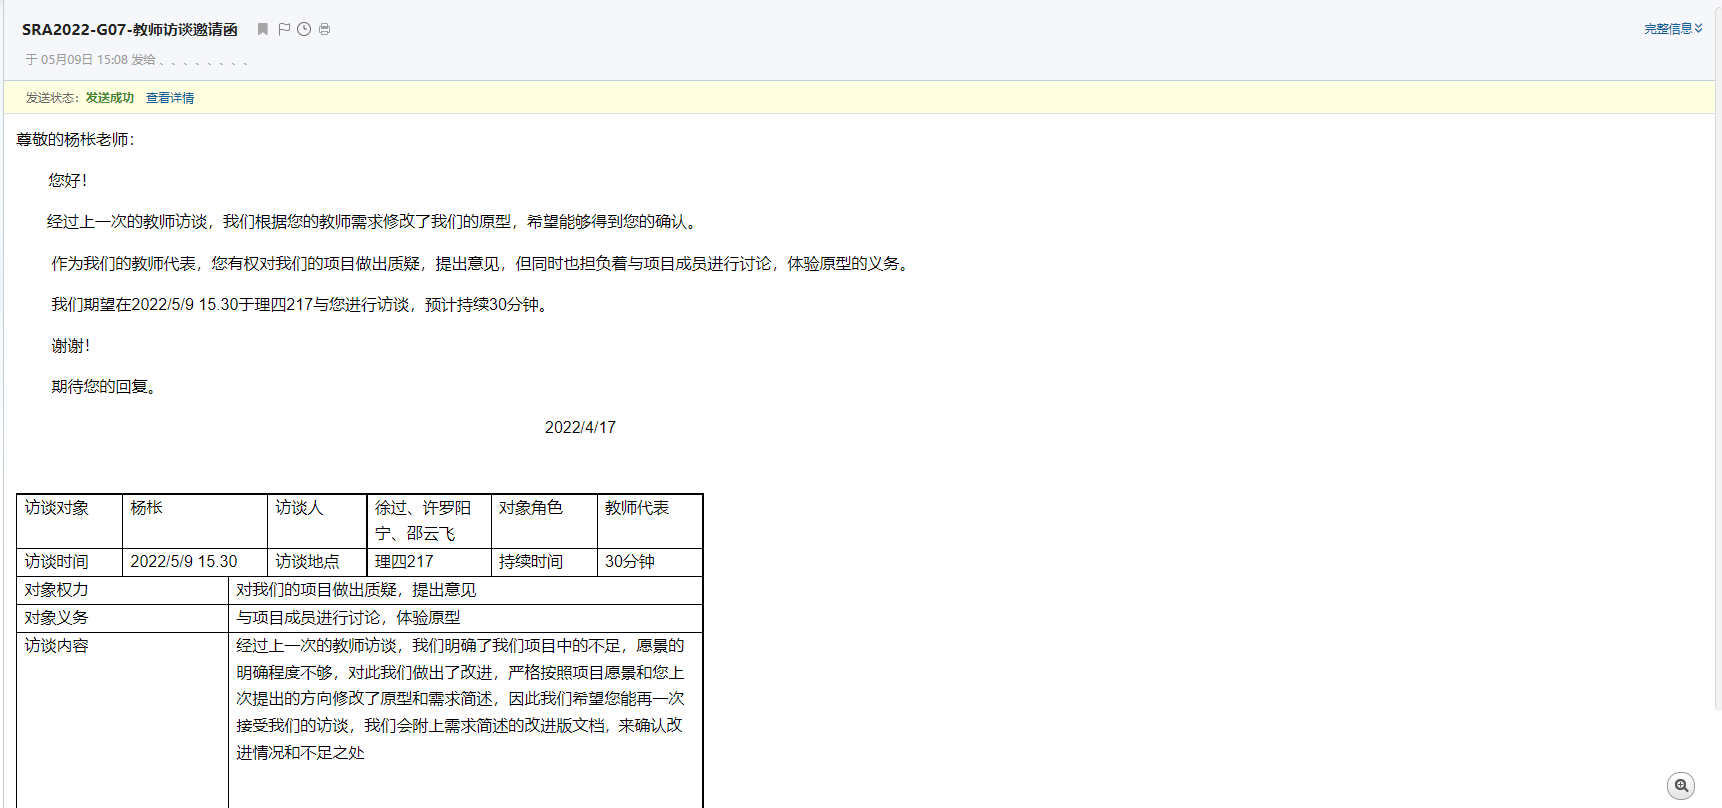 SRA2022-G07-教师访谈邀请函
完整信息
于 05月09日 15:08 发给 、、、、、、、、
发送状态：发送成功 查看详情
尊敬的杨枨老师：
您好！
经过上一次的教师访谈，我们根据您的教师需求修改了我们的原型，希望能够得到您的确认。
作为我们的教师代表，您有权对我们的项目做出质疑，提出意见，但同时也担负着与项目成员进行讨论，体验原型的义务。
我们期望在2022/5/9 15.30于理四217与您进行访谈，预计持续30分钟。
谢谢！
期待您的回复。
2022/4/17
访谈对象 杨枨 访谈人 徐过、许罗阳 对象角色 教师代表
宁、邵云飞
访谈时间 2022/5/9 15.30 访谈地点 理四217 持续时间 30分钟
对象权力 对我们的项目做出质疑，提出意见
对象义务 与项目成员进行讨论，体验原型
访谈内容 经过上一次的教师访谈，我们明确了我们项目中的不足，愿景的
明确程度不够，对此我们做出了改进，严格按照项目愿景和您上
次提出的方向修改了原型和需求简述，因此我们希望您能再一次
接受我们的访谈，我们会附上需求简述的改进版文档，来确认改
进情况和不足之处